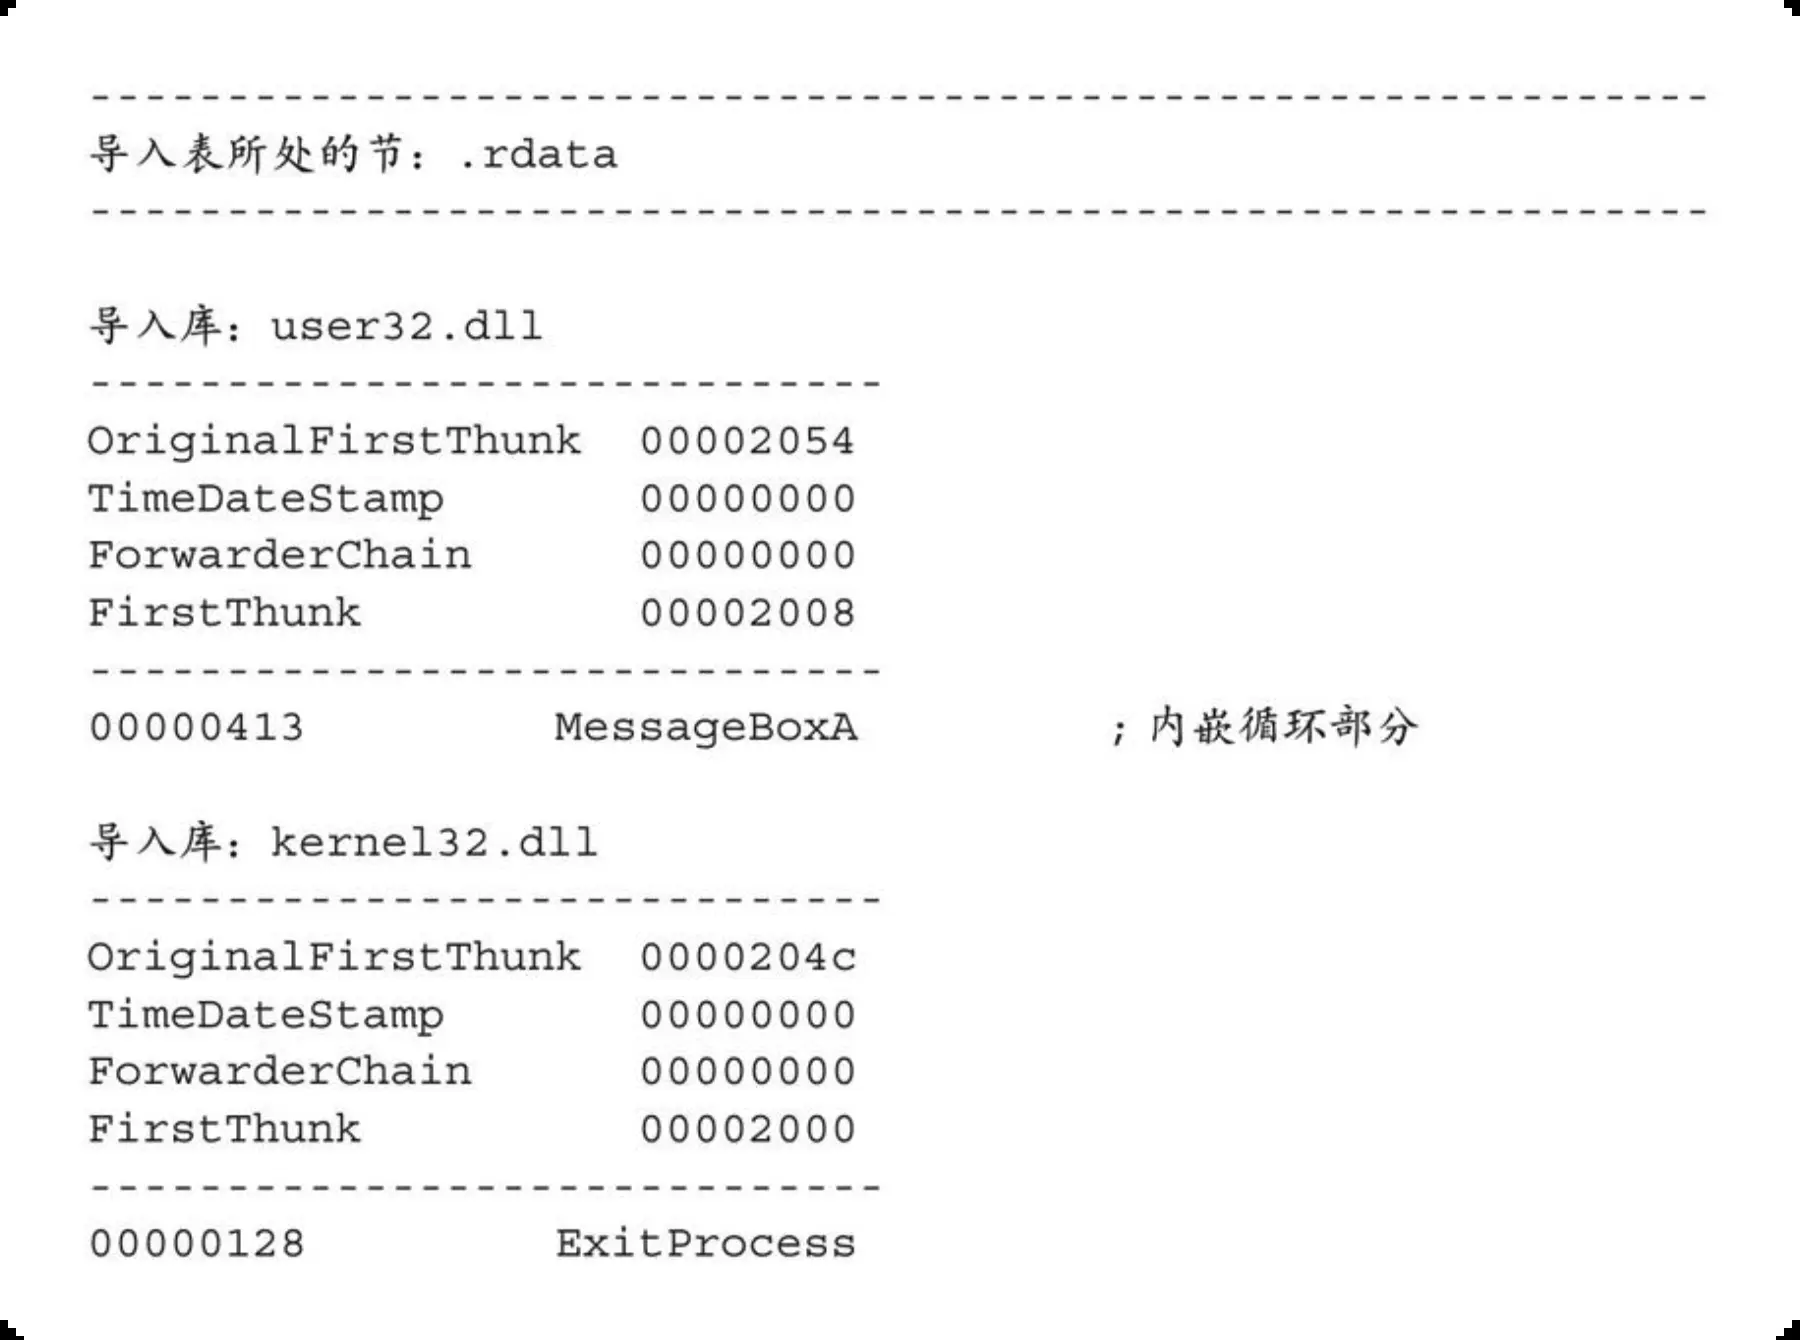 -----------------------------------------------------------
导入表所处的节：.rdata
-----------------------------------------------------------
导入库：user32.dll
-----------------------------
OriginalFirstThunk  00002054
TimeDateStamp       00000000
ForwarderChain      00000000
FirstThunk          00002008
-----------------------------
00000413         MessageBoxA         ；内嵌循环部分
导入库：kernel32.dll
-----------------------------
OriginalFirstThunk  0000204c
TimeDateStamp       00000000
ForwarderChain      00000000
FirstThunk          00002000
-----------------------------
00000128         ExitProcess